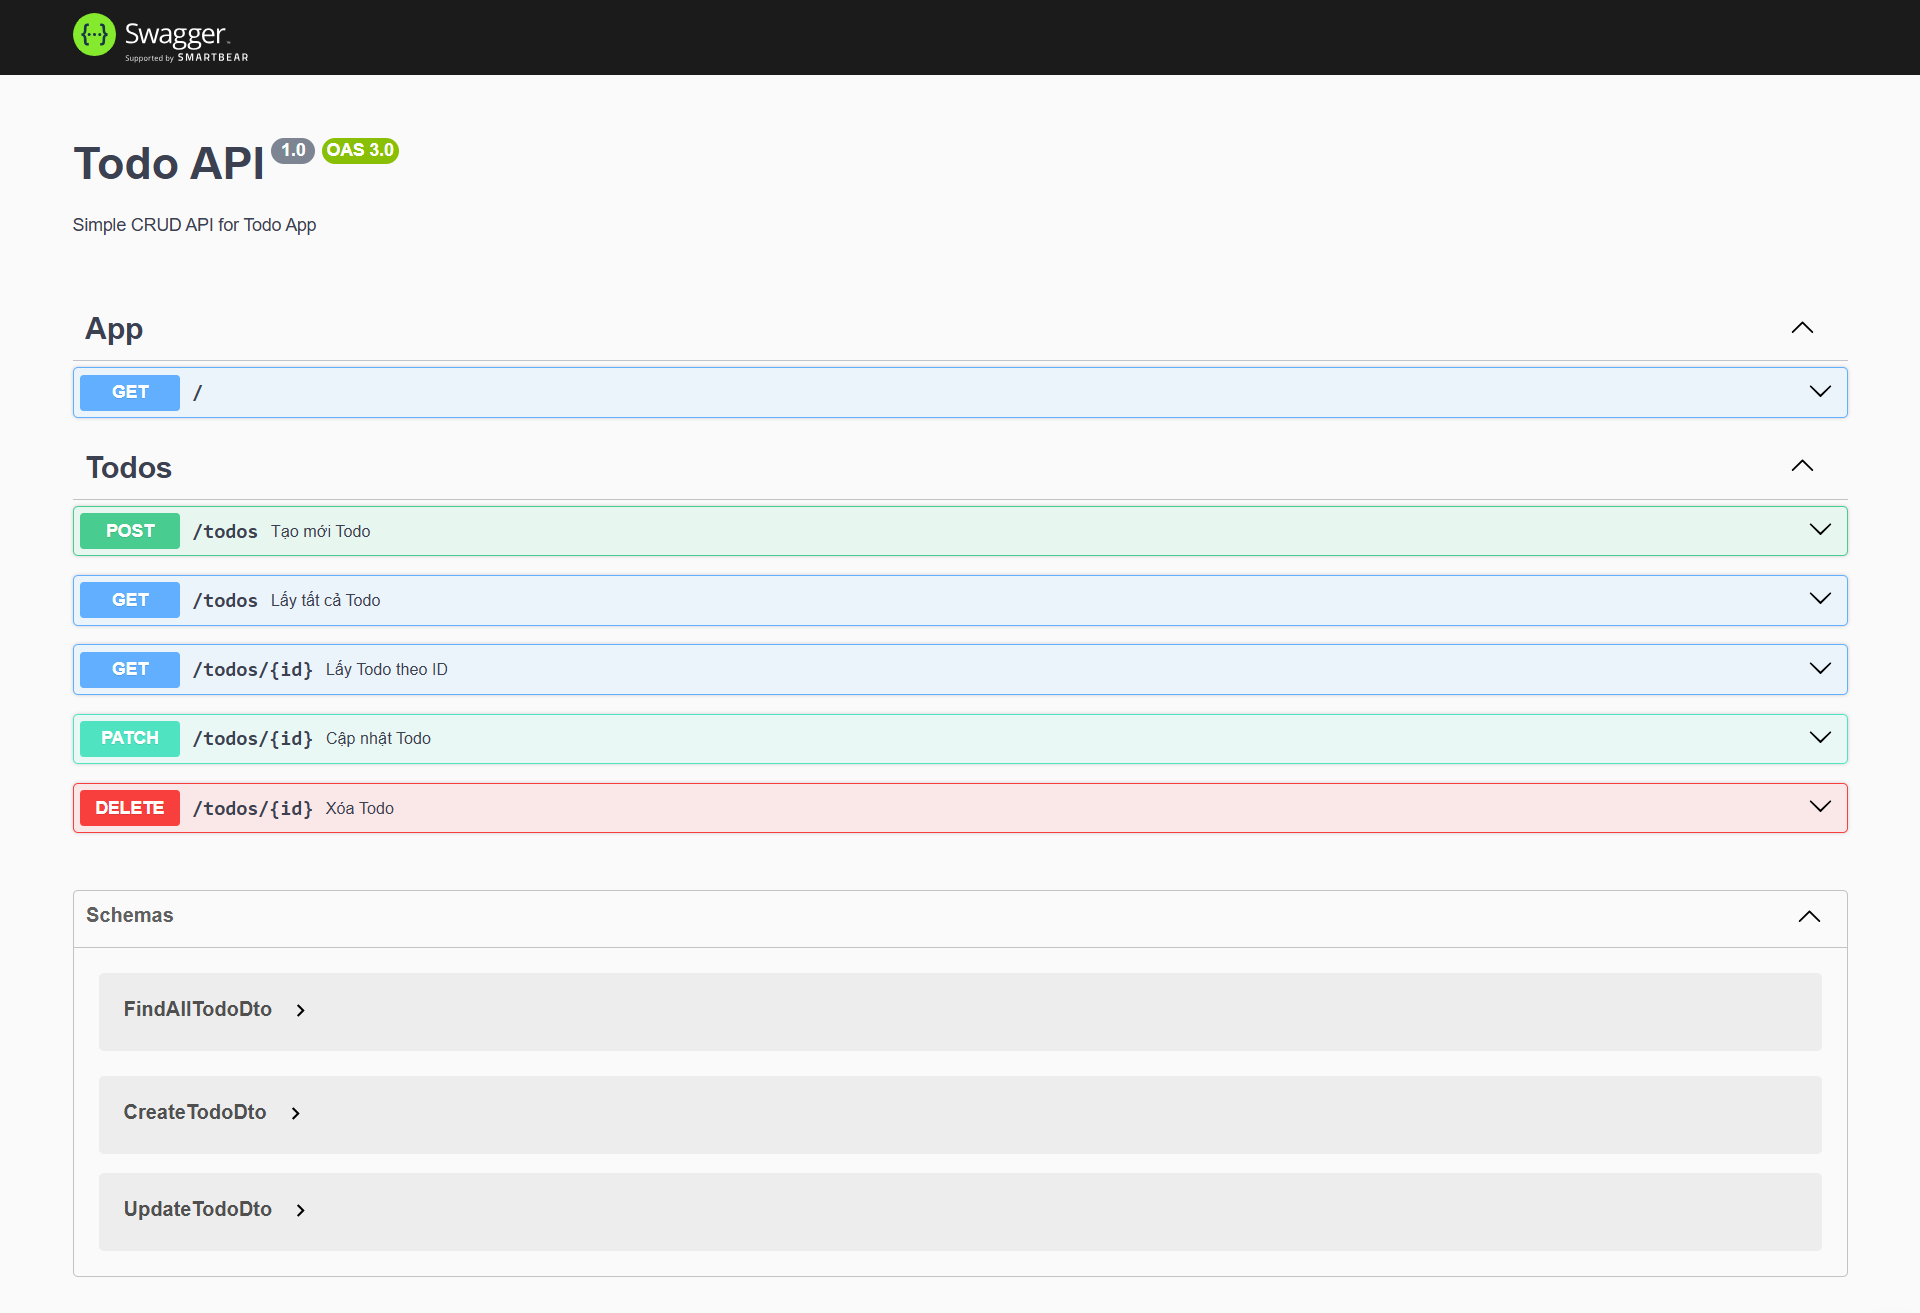 Swagger
Supported by SMARTBEAR
Todo API 1.0 OAS 3.0
Simple CRUD API for Todo App
App
GET /
Todos
POST /todos Tạo mới Todo
GET /todos Lấy tất cả Todo
GET /todos/{id} Lấy Todo theo ID
PATCH /todos/{id} Cập nhật Todo
DELETE /todos/{id} Xóa Todo
Schemas
FindAllTodoDto
CreateTodoDto
UpdateTodoDto